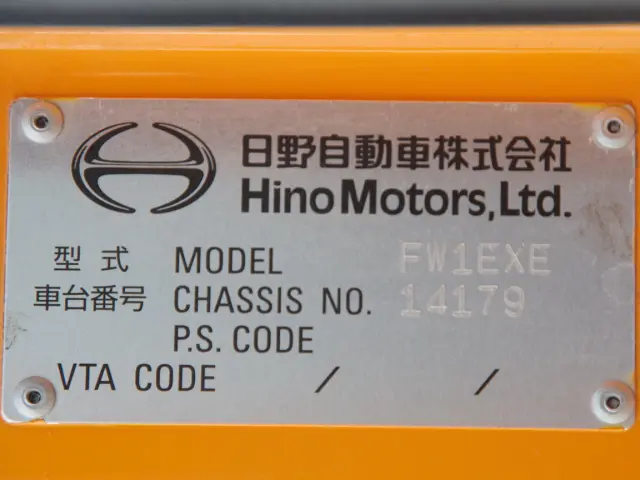 日野自動車株式会社
Hino Motors, Ltd.
型式 MODEL FW1EXE
車台番号 CHASSIS NO. 14179
P.S. CODE
VTA CODE / /